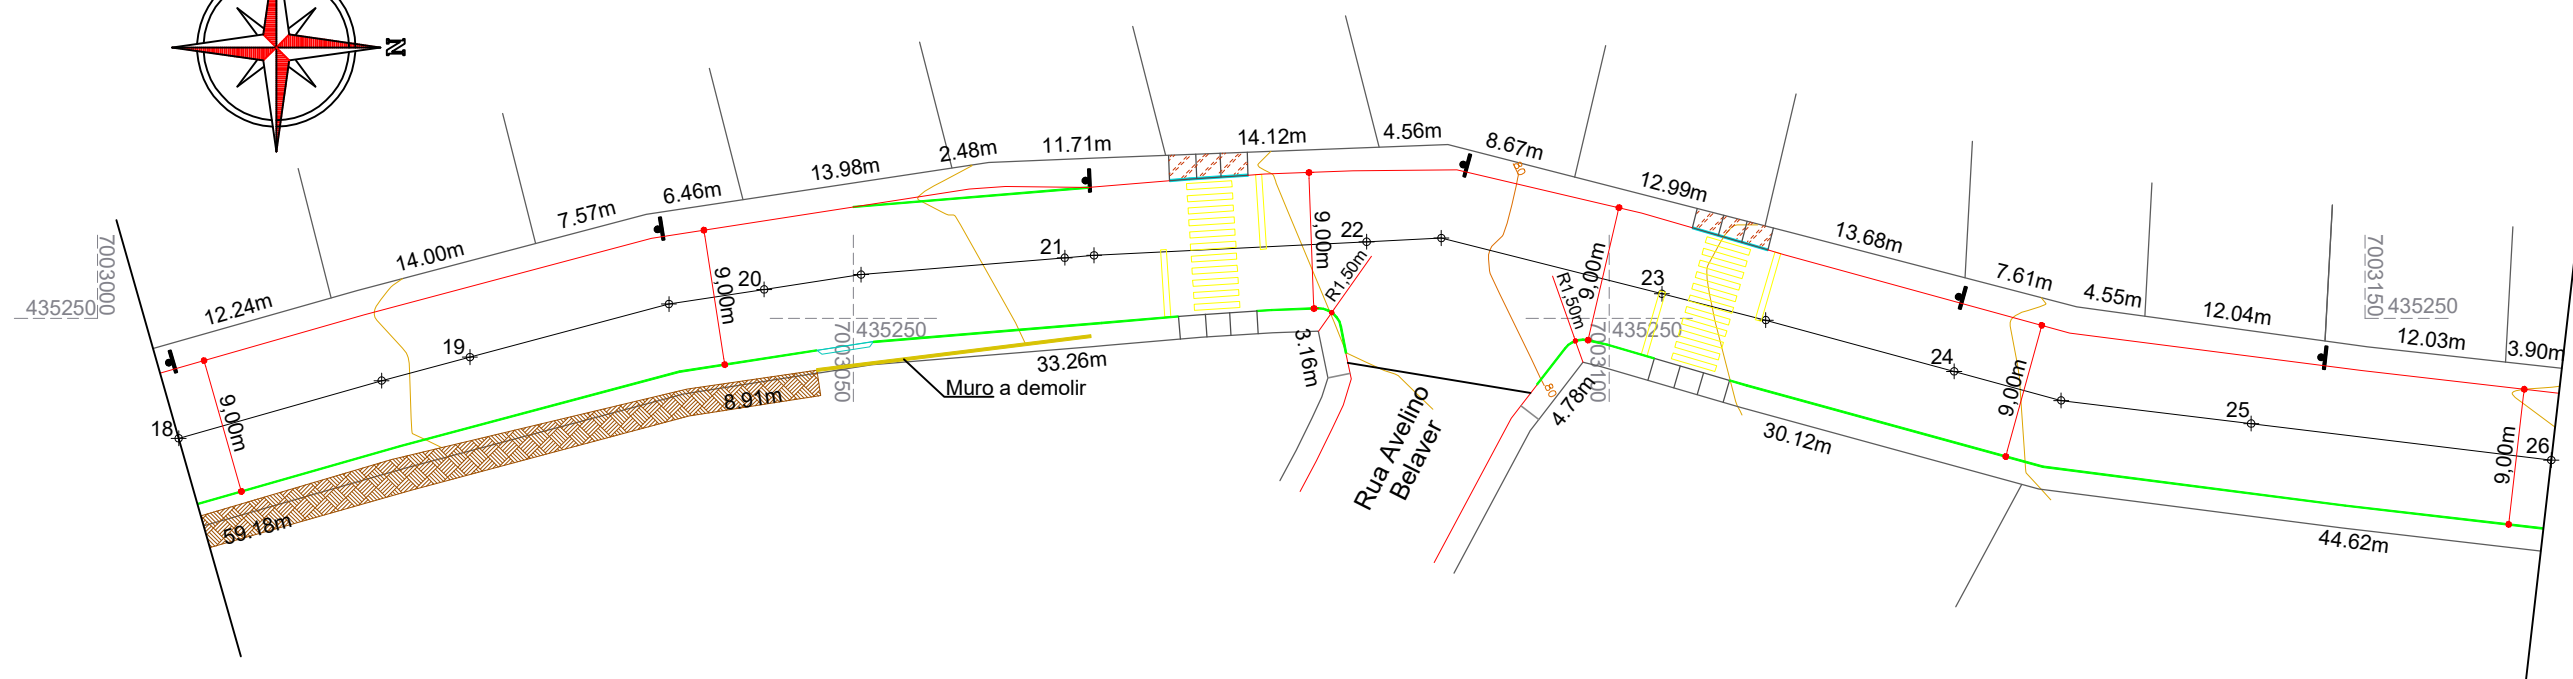 N
12.24m
14.00m
7.57m
6.46m
13.98m
2.48m
11.71m
14.12m
4.56m
8.67m
12.99m
13.68m
7.61m
4.55m
12.04m
12.03m
3.90m
7003000
435250
7003050
435250
7003100
435250
7003150
435250
18
19
20
21
22
23
24
25
26
9,00m
9,00m
9,00m
9,00m
9,00m
9,00m
R1,50m
R1,50m
80
80
59.18m
8.91m
33.26m
3.16m
4.78m
30.12m
44.62m
Muro a demolir
Rua Avelino
Belaver